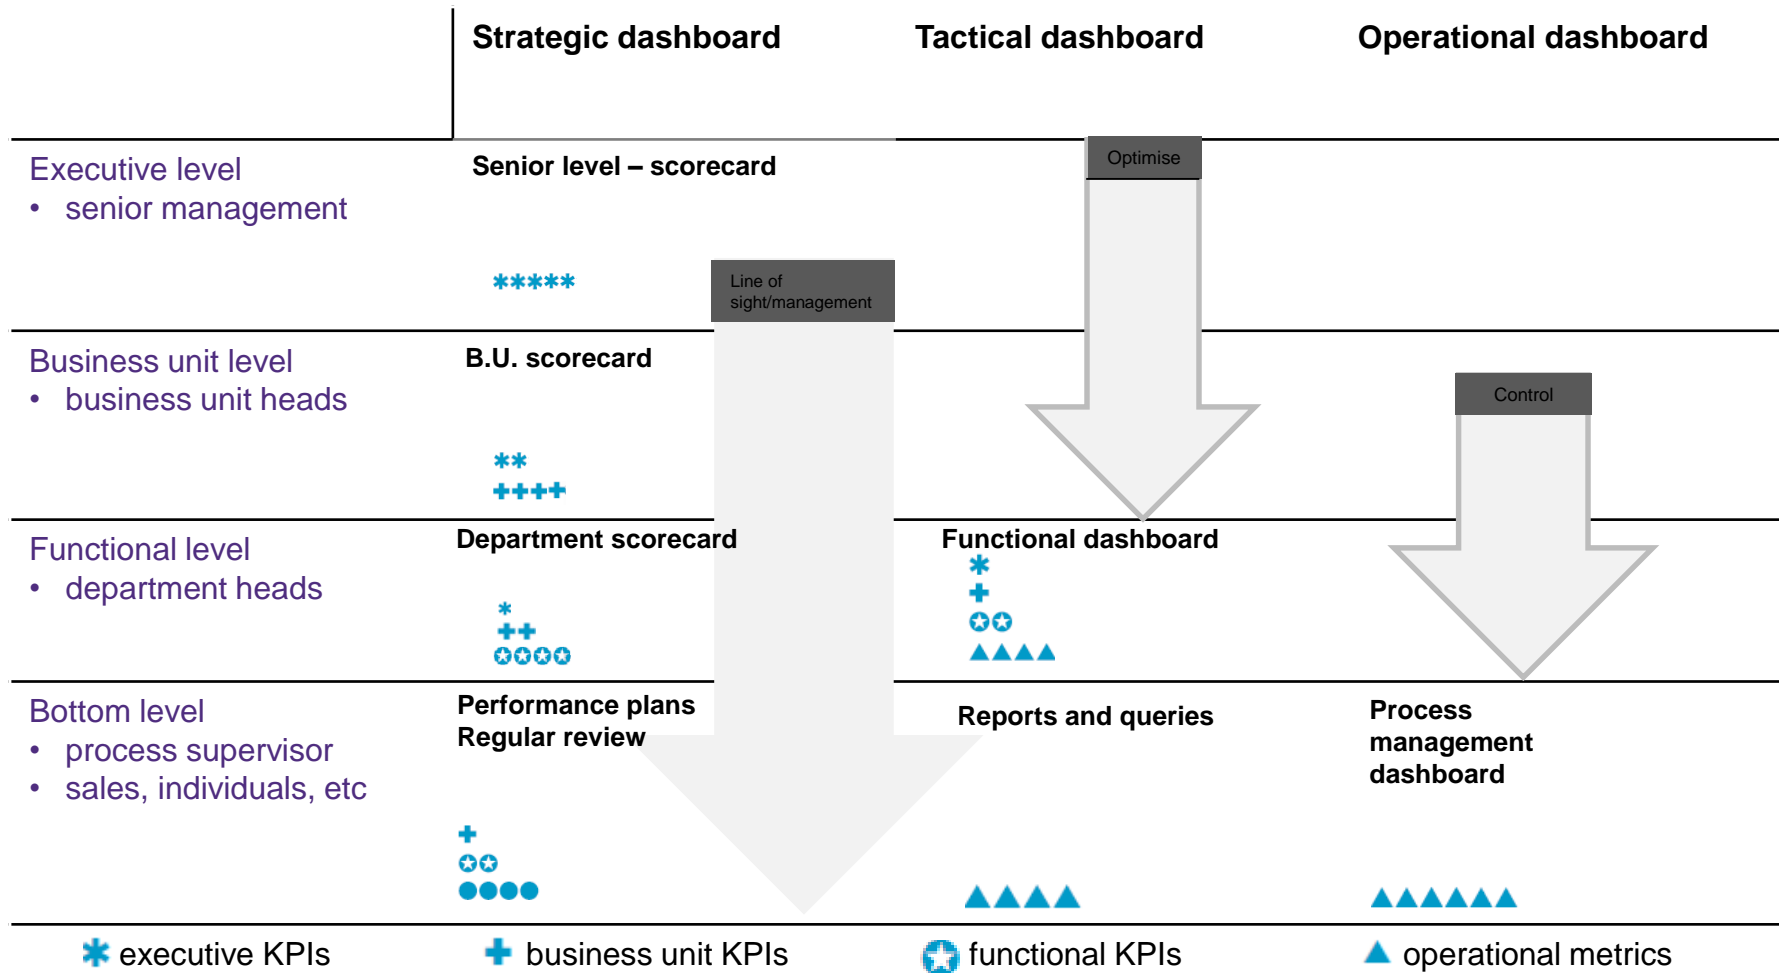 Strategic dashboard
Tactical dashboard
Operational dashboard
Executive level
• senior management
Senior level – scorecard
Optimise
Line of
sight/management
Business unit level
• business unit heads
B.U. scorecard
Control
Functional level
• department heads
Department scorecard
Functional dashboard
Bottom level
• process supervisor
• sales, individuals, etc
Performance plans
Regular review
Reports and queries
Process
management
dashboard
executive KPIs
business unit KPIs
functional KPIs
operational metrics